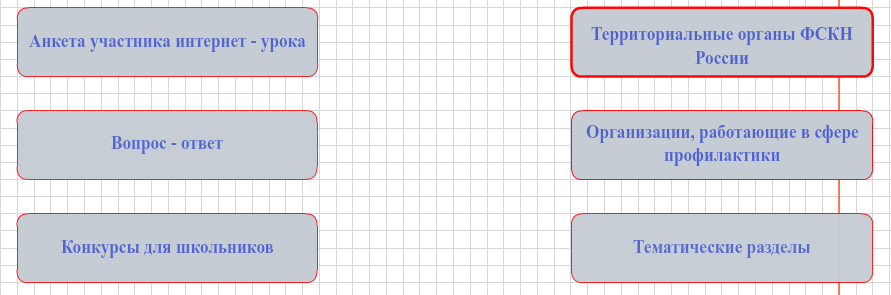 Анкета участника интернет - урока
Территориальные органы ФСКН
России
Вопрос - ответ
Организации, работающие в сфере
профилактики
Конкурсы для школьников
Тематические разделы